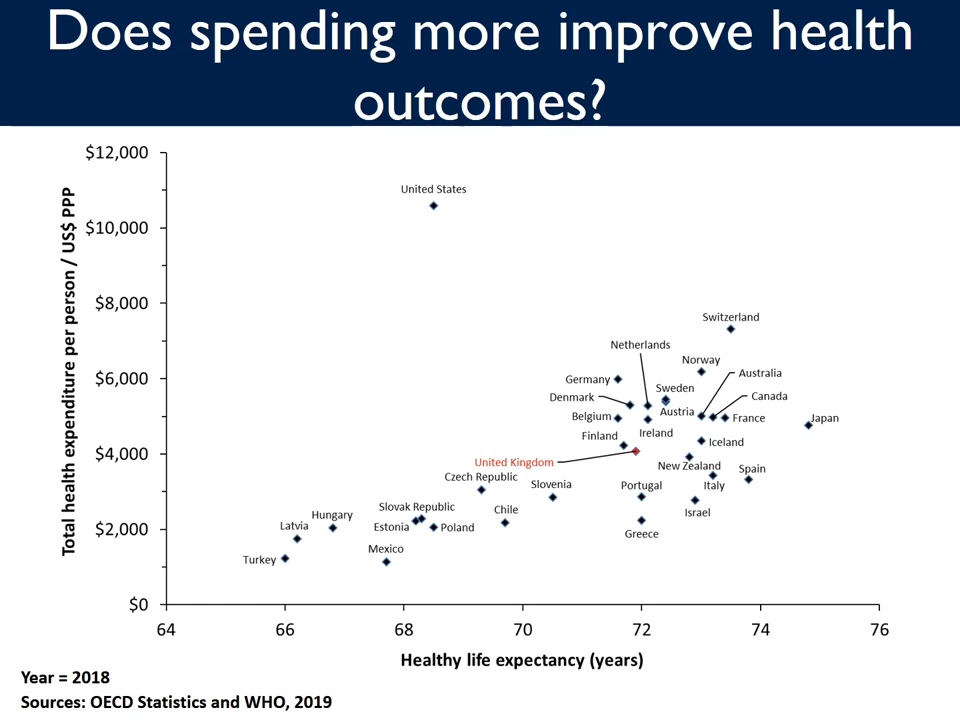 Does spending more improve health
outcomes?
Total health expenditure per person / US$ PPP
$12,000
$10,000
$8,000
$6,000
$4,000
$2,000
$0
United States
Switzerland
Netherlands
Norway
Germany
Australia
Sweden
Denmark
Canada
Austria
Belgium
France
Japan
Finland
Ireland
Iceland
United Kingdom
New Zealand
Spain
Czech Republic
Slovenia
Portugal
Italy
Slovak Republic
Chile
Israel
Hungary
Latvia
Estonia
Poland
Greece
Mexico
Turkey
64 66 68 70 72 74 76
Healthy life expectancy (years)
Year = 2018
Sources: OECD Statistics and WHO, 2019